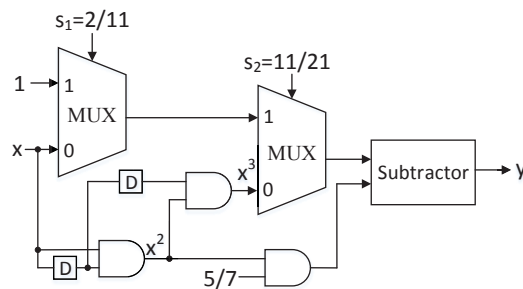 s₁=2/11
s₂=11/21
1
1
MUX
x
0
1
MUX
x³
0
D
Subtractor
y
D
x²
5/7